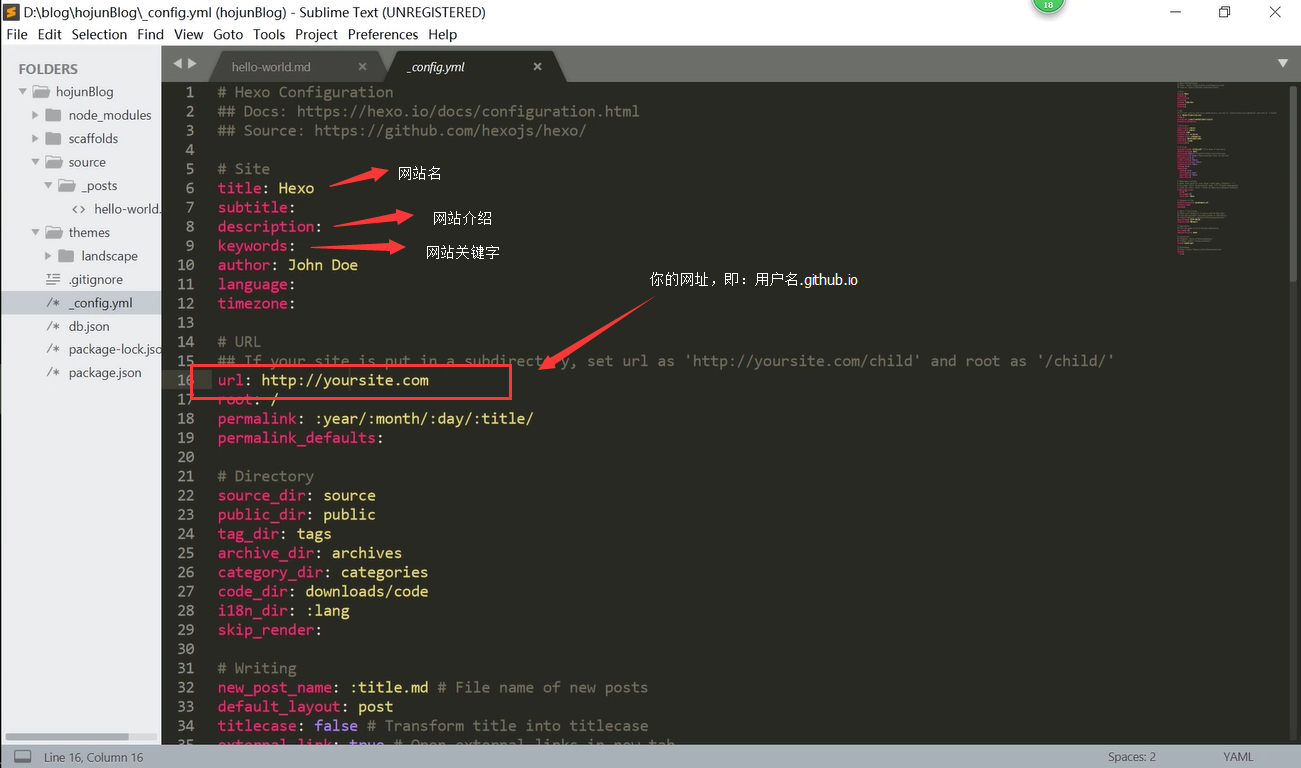 D:\blog\hojunBlog\_config.yml (hojunBlog) - Sublime Text (UNREGISTERED)
18
File Edit Selection Find View Goto Tools Project Preferences Help
FOLDERS
hojunBlog
node_modules
scaffolds
source
_posts
<> hello-world.
themes
landscape
.gitignore
/* _config.yml
/* db.json
/* package-lock.jso
/* package.json
hello-world.md × _config.yml ×
1 # Hexo Configuration
2 ## Docs: https://hexo.io/docs/configuration.html
3 ## Source: https://github.com/hexojs/hexo/
4
5 # Site
6 title: Hexo
网站名
7 subtitle:
8 description:
网站介绍
9 keywords:
网站关键字
10 author: John Doe
11 language:
12 timezone:
你的网址，即：用户名.github.io
13
14 # URL
15 ## If your site is put in a subdirectory, set url as 'http://yoursite.com/child' and root as '/child/'
16 url: http://yoursite.com
17 root: /
18 permalink: :year/:month/:day/:title/
19 permalink_defaults:
20
21 # Directory
22 source_dir: source
23 public_dir: public
24 tag_dir: tags
25 archive_dir: archives
26 category_dir: categories
27 code_dir: downloads/code
28 i18n_dir: :lang
29 skip_render:
30
31 # Writing
32 new_post_name: :title.md # File name of new posts
33 default_layout: post
34 titlecase: false # Transform title into titlecase
35 external_link: true # Open external links in new tab
Line 16, Column 16 Spaces: 2 YAML